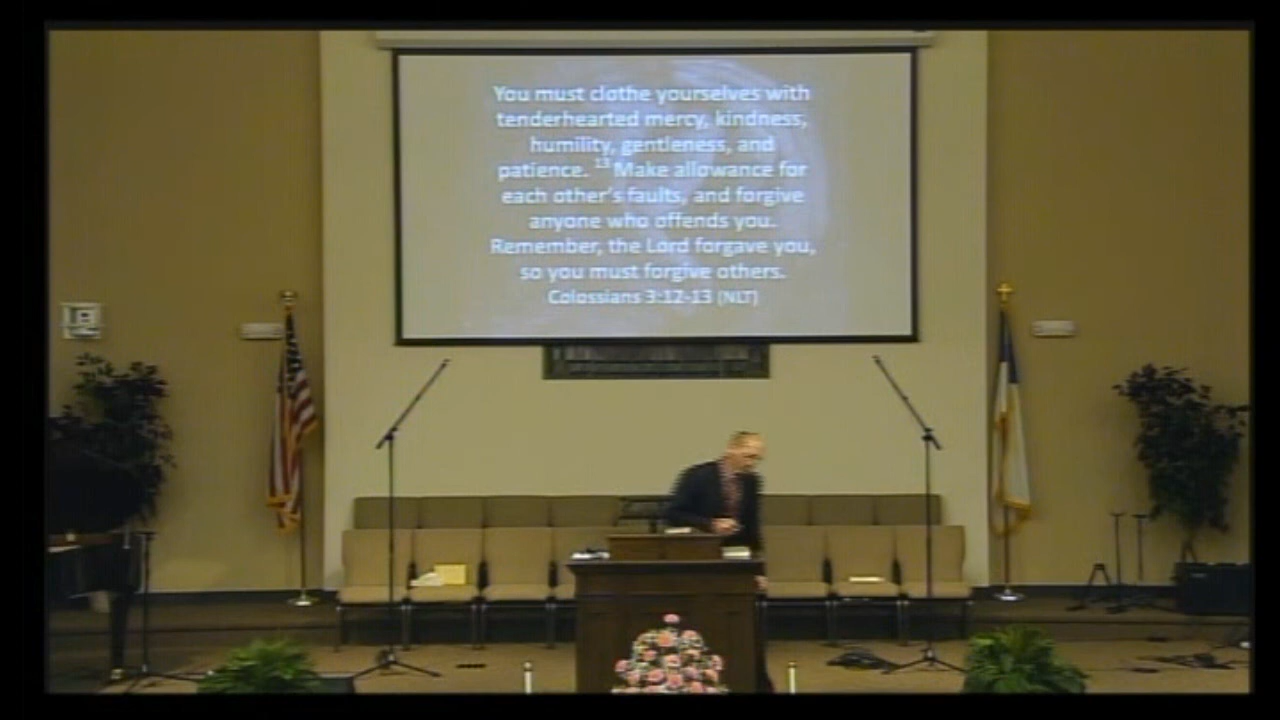 You must clothe yourselves with
tenderhearted mercy, kindness,
humility, gentleness, and
patience. 13 Make allowance for
each other's faults, and forgive
anyone who offends you.
Remember, the Lord forgave you,
so you must forgive others.
Colossians 3:12-13 (NLT)